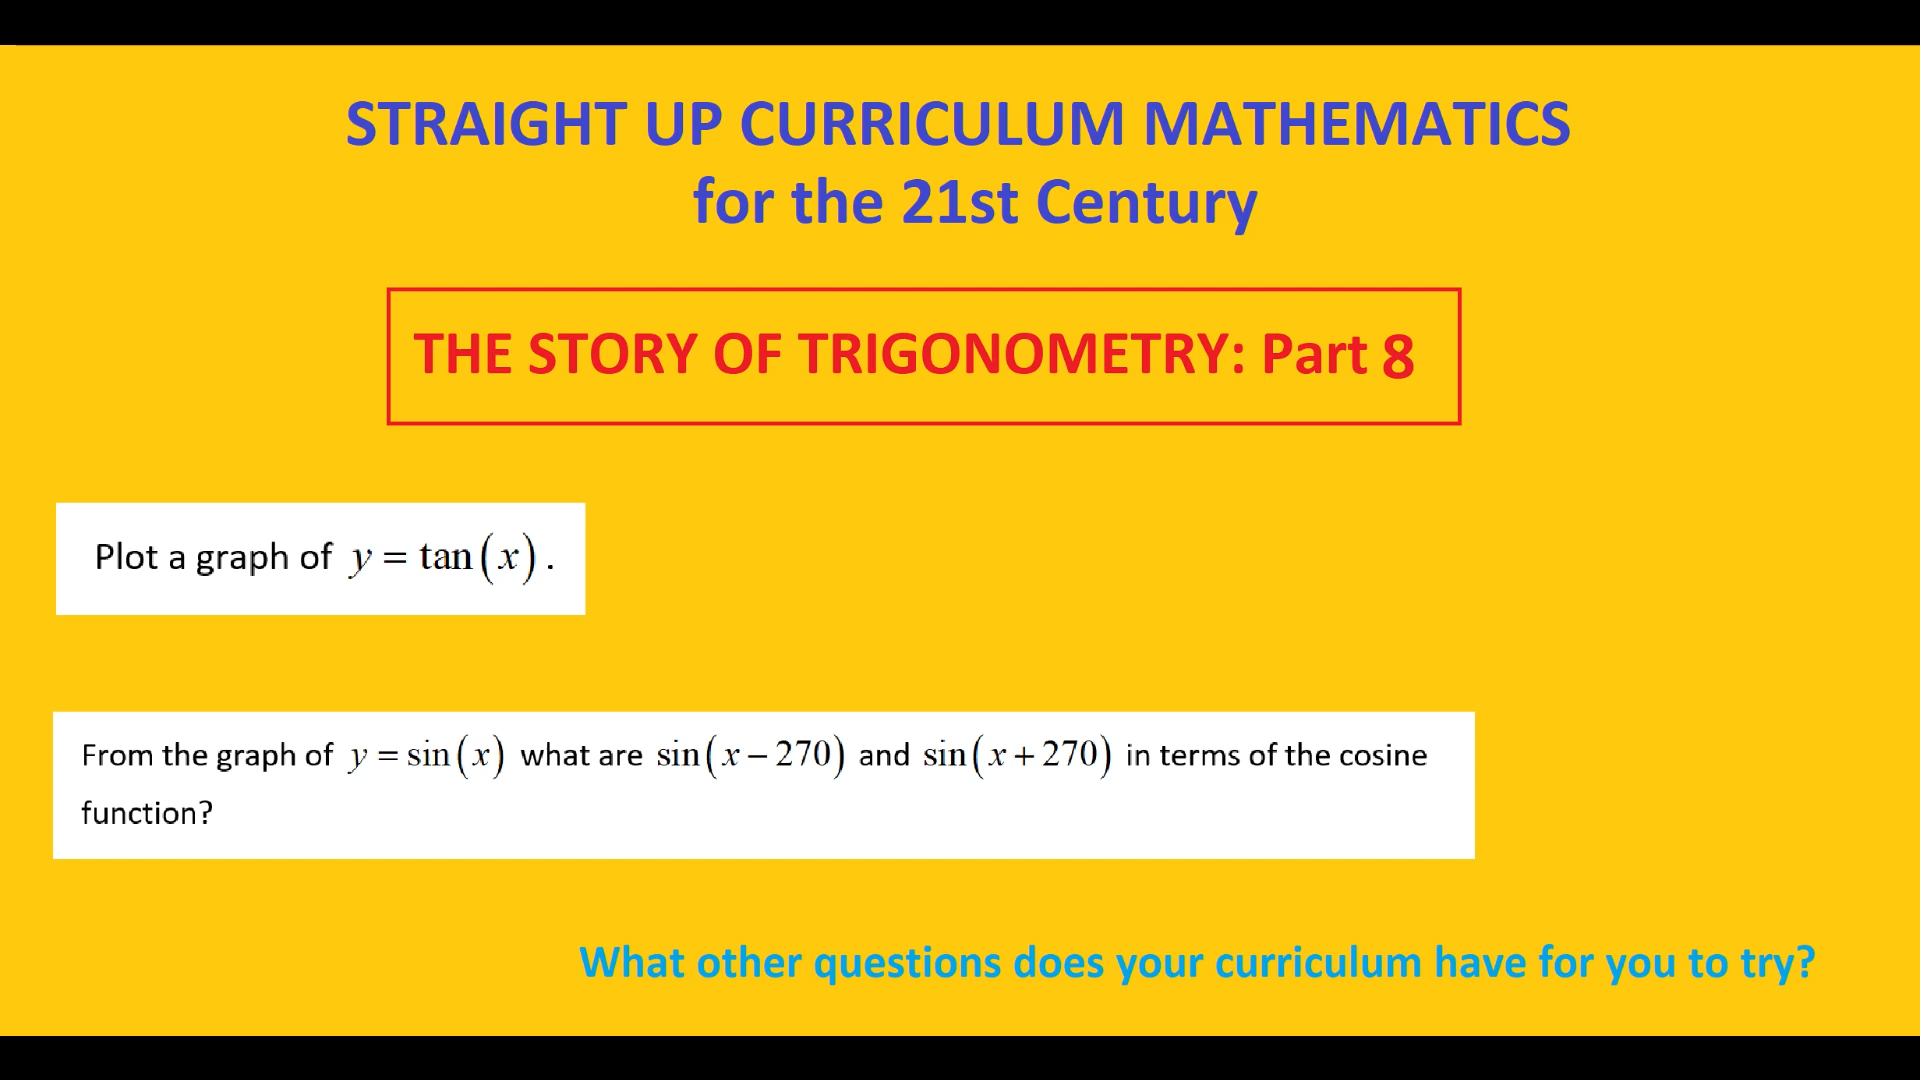 STRAIGHT UP CURRICULUM MATHEMATICS
for the 21st Century
THE STORY OF TRIGONOMETRY: Part 8
Plot a graph of y = tan(x).
From the graph of y = sin(x) what are sin(x − 270) and sin(x + 270) in terms of the cosine
function?
What other questions does your curriculum have for you to try?